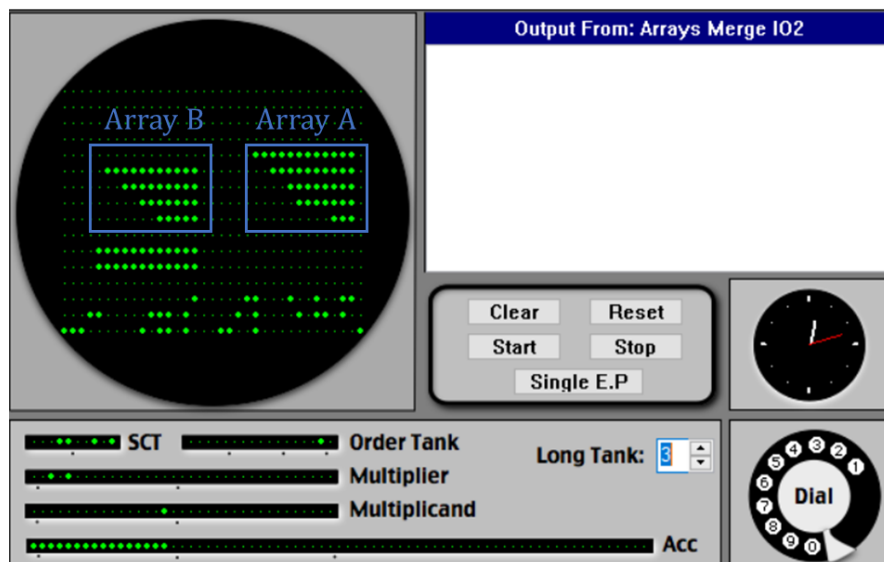 Output From: Arrays Merge IO2
Array B
Array A
Clear
Reset
Start
Stop
Single E.P
SCT
Order Tank
Long Tank: 3
Multiplier
Multiplicand
Acc
1
2
3
4
5
6
7
8
9
0
Dial